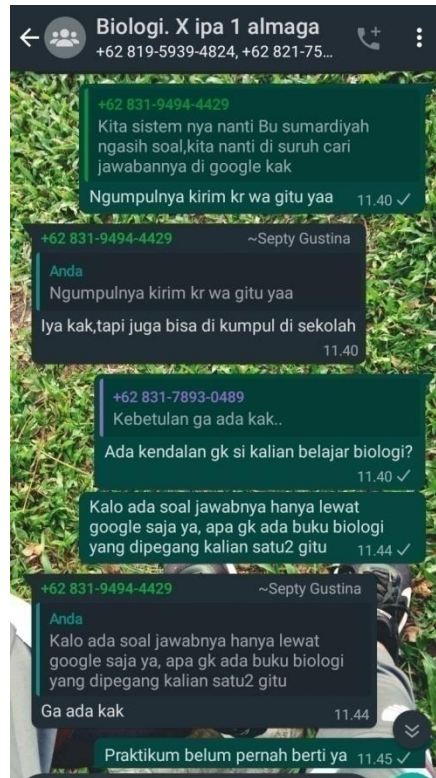 Biologi. X ipa 1 almaga
+62 819-5939-4824, +62 821-75...
+62 831-9494-4429
Kita sistem nya nanti Bu sumardiyah
ngasih soal,kita nanti di suruh cari
jawabannya di google kak
Ngumpulnya kirim kr wa gitu yaa 11.40
+62 831-9494-4429 ~Septy Gustina
Anda
Ngumpulnya kirim kr wa gitu yaa
Iya kak,tapi juga bisa di kumpul di sekolah
11.40
+62 831-7893-0489
Kebetulan ga ada kak..
Ada kendalan gk si kalian belajar biologi?
11.40
Kalo ada soal jawabnya hanya lewat
google saja ya, apa gk ada buku biologi
yang dipegang kalian satu2 gitu 11.44
+62 831-9494-4429 ~Septy Gustina
Anda
Kalo ada soal jawabnya hanya lewat
google saja ya, apa gk ada buku biologi
yang dipegang kalian satu2 gitu
Ga ada kak 11.44
Praktikum belum pernah berti ya 11.45